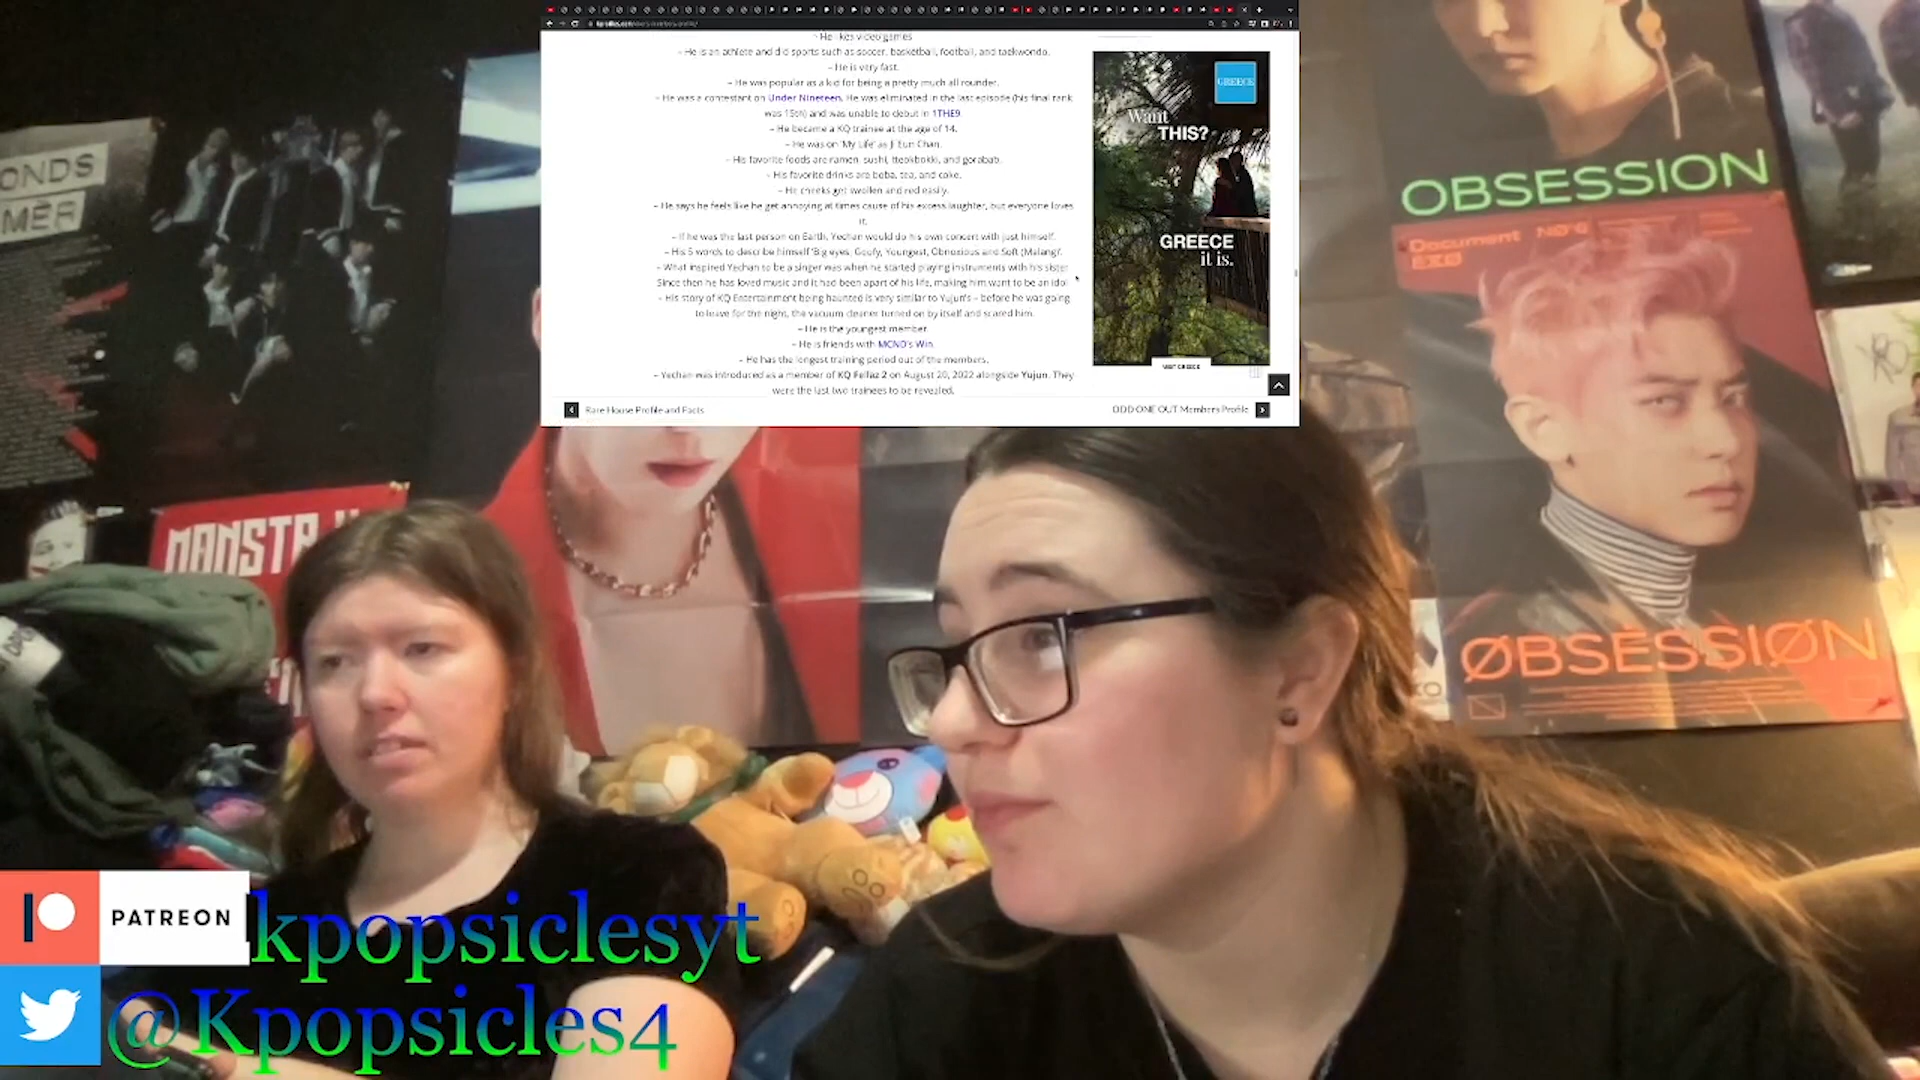 – He likes video games
– He is an athlete and did sports such as soccer, basketball, football, and taekwondo.
– He is very fast.
– He was popular as a kid for being a pretty much all rounder.
– He was a contestant on Under Nineteen. He was eliminated in the last episode (his final rank
was 15th) and was unable to debut in 1THE9.
– He became a KQ trainee at the age of 14.
– He was on 'My Life' as Ji Eun Chan.
– His favorite foods are ramen, sushi, tteokbokki, and gorabab.
– His favorite drinks are boba, tea, and coke.
– He cheeks get swollen and red easily.
– He says he feels like he get annoying at times cause of his excess laughter, but everyone loves
it.
– If he was the last person on Earth, Yechan would do his own concert with just himself.
– His 5 words to describe himself 'Big eyes, Goofy, Youngest, Obnoxious and Soft (Malang)'.
– What inspired Yechan to be a singer was when he started playing instruments with his sister
Since then he has loved music and it had been apart of his life, making him want to be an idol
– His story of KQ Entertainment being haunted is very similar to Yujun's – before he was going
to leave for the night, the vacuum cleaner turned on by itself and scared him.
– He is the youngest member.
– He is friends with MCND's Win.
– He has the longest training period out of the members.
– Yechan was introduced as a member of KQ Fellaz 2 on August 20, 2022 alongside Yujun. They
were the last two trainees to be revealed.
Rare House Profile and Facts
ODD ONE OUT Members Profile
GREECE
Want
THIS?
GREECE
it is.
VISIT GREECE
ONDS
MER
MONSTA X
OBSESSION
Document NO
EXO
ØBSESSIØN
PATREON
kpopsiclesyt
@Kpopsicles4